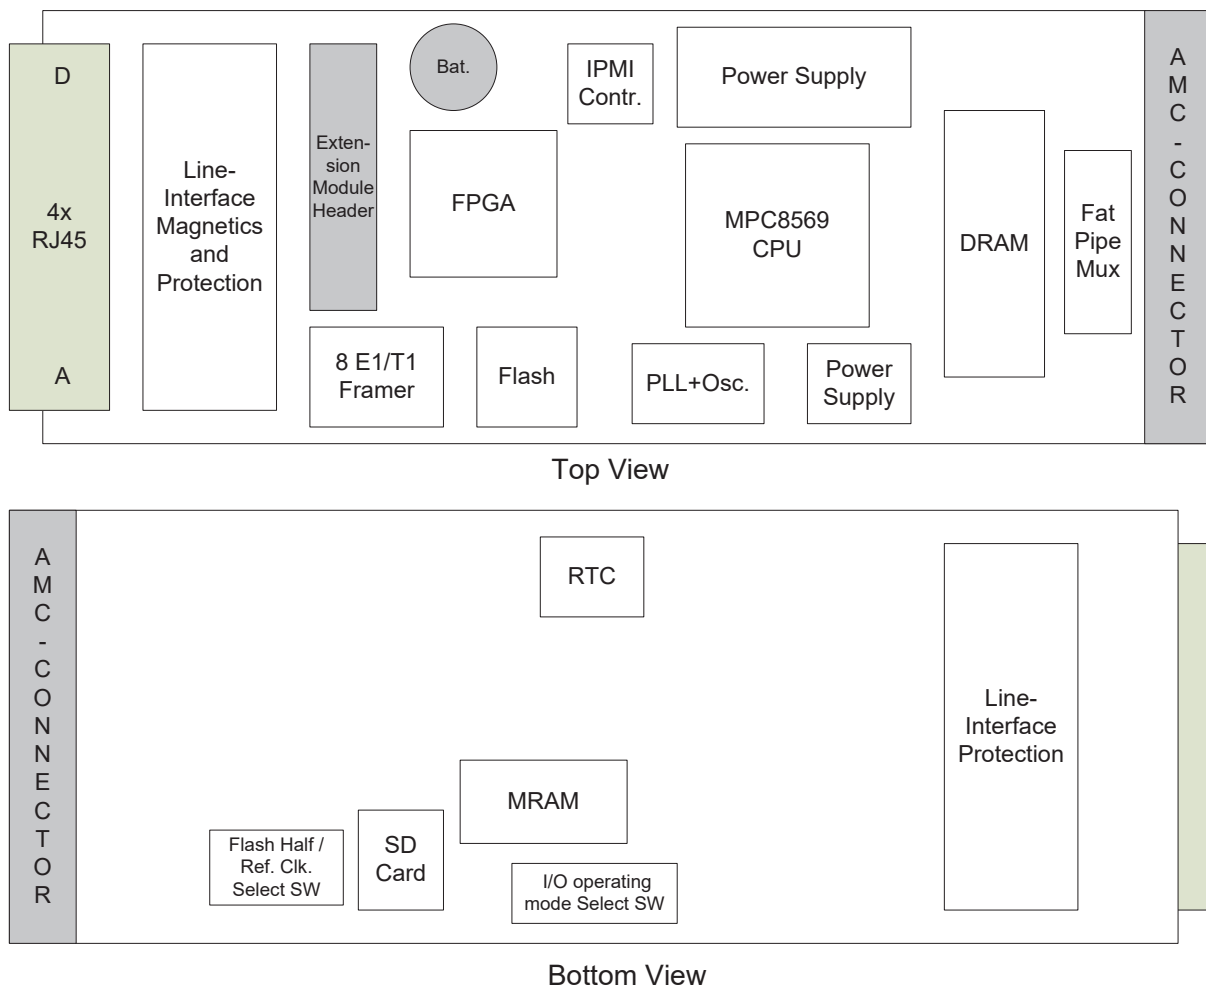 D
4x
RJ45
A
Line-
Interface
Magnetics
and
Protection
Exten-
sion
Module
Header
Bat.
FPGA
8 E1/T1
Framer
Flash
IPMI
Contr.
Power Supply
MPC8569
CPU
PLL+Osc.
Power
Supply
DRAM
Fat
Pipe
Mux
A
M
C
-
C
O
N
N
E
C
T
O
R
Top View
A
M
C
-
C
O
N
N
E
C
T
O
R
RTC
MRAM
Flash Half /
Ref. Clk.
Select SW
SD
Card
I/O operating
mode Select SW
Line-
Interface
Protection
Bottom View